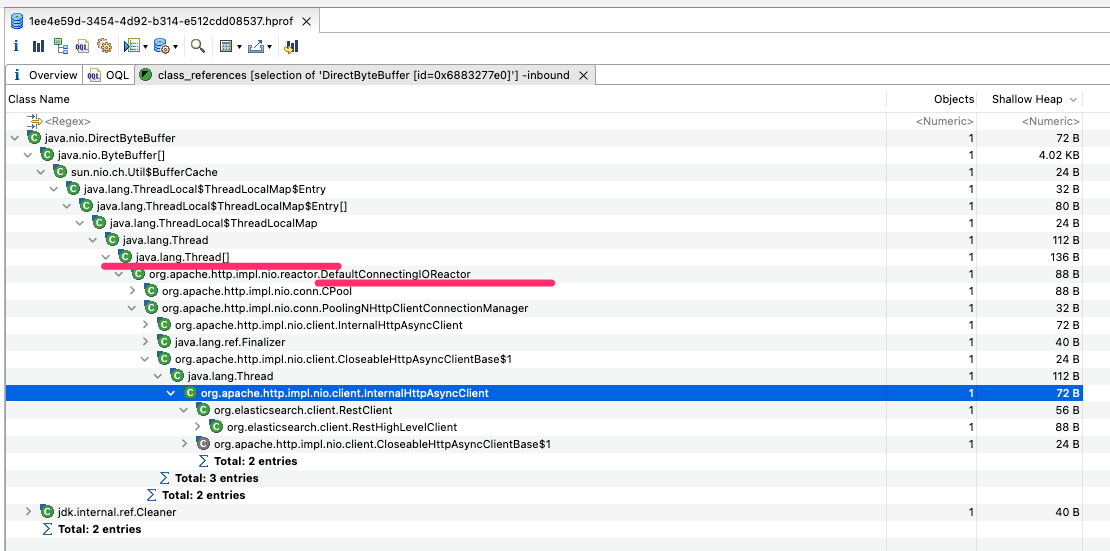 1ee4e59d-3454-4d92-b314-e512cdd08537.hprof
Overview OQL class_references [selection of 'DirectByteBuffer [id=0x6883277e0]'] -inbound
Class Name Objects Shallow Heap
<Regex> <Numeric> <Numeric>
java.nio.DirectByteBuffer 1 72 B
java.nio.ByteBuffer[] 1 4.02 KB
sun.nio.ch.Util$BufferCache 1 24 B
java.lang.ThreadLocal$ThreadLocalMap$Entry 1 32 B
java.lang.ThreadLocal$ThreadLocalMap$Entry[] 1 80 B
java.lang.ThreadLocal$ThreadLocalMap 1 24 B
java.lang.Thread 1 112 B
java.lang.Thread[] 1 136 B
org.apache.http.impl.nio.reactor.DefaultConnectingIOReactor 1 88 B
org.apache.http.impl.nio.conn.CPool 1 88 B
org.apache.http.impl.nio.conn.PoolingNHttpClientConnectionManager 1 32 B
org.apache.http.impl.nio.client.InternalHttpAsyncClient 1 72 B
java.lang.ref.Finalizer 1 40 B
org.apache.http.impl.nio.client.CloseableHttpAsyncClientBase$1 1 24 B
java.lang.Thread 1 112 B
org.apache.http.impl.nio.client.InternalHttpAsyncClient 1 72 B
org.elasticsearch.client.RestClient 1 56 B
org.elasticsearch.client.RestHighLevelClient 1 88 B
org.apache.http.impl.nio.client.CloseableHttpAsyncClientBase$1 1 24 B
Total: 2 entries
Total: 3 entries
Total: 2 entries
jdk.internal.ref.Cleaner 1 40 B
Total: 2 entries